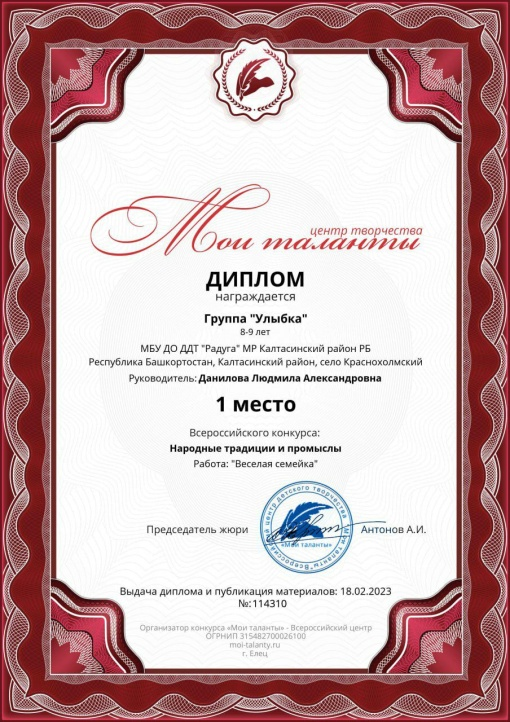 центр творчества
Мои таланты
ДИПЛОМ
награждается
Группа "Улыбка"
8-9 лет
МБУ ДО ДДТ "Радуга" МР Калтасинский район РБ
Республика Башкортостан, Калтасинский район, село Краснохолмский
Руководитель: Данилова Людмила Александровна
1 место
Всероссийского конкурса:
Народные традиции и промыслы
Работа: "Веселая семейка"
Председатель жюри
Антонов А.И.
Всероссийский центр детского творчества "Мои таланты"
«Мои таланты»
Выдача диплома и публикация материалов: 18.02.2023
№:114310
Организатор конкурса «Мои таланты» - Всероссийский центр
ОГРНИП 315482700026100
moi-talanty.ru
г. Елец